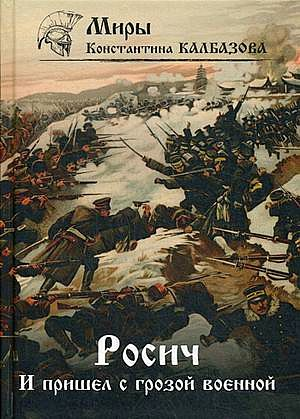 Миры
Константина КАЛБАЗОВА
Росич
И пришел с грозой военной